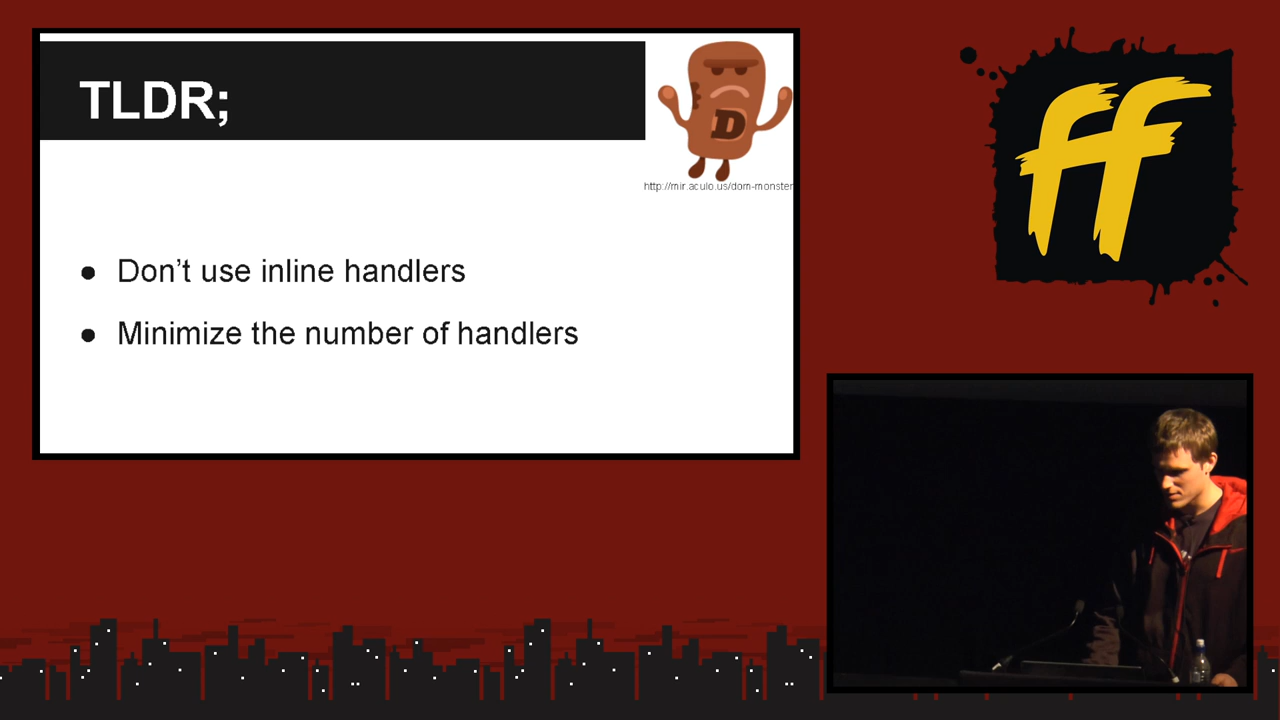 TLDR;
D
http://mir.aculo.us/dom-monster
• Don't use inline handlers
• Minimize the number of handlers
ff